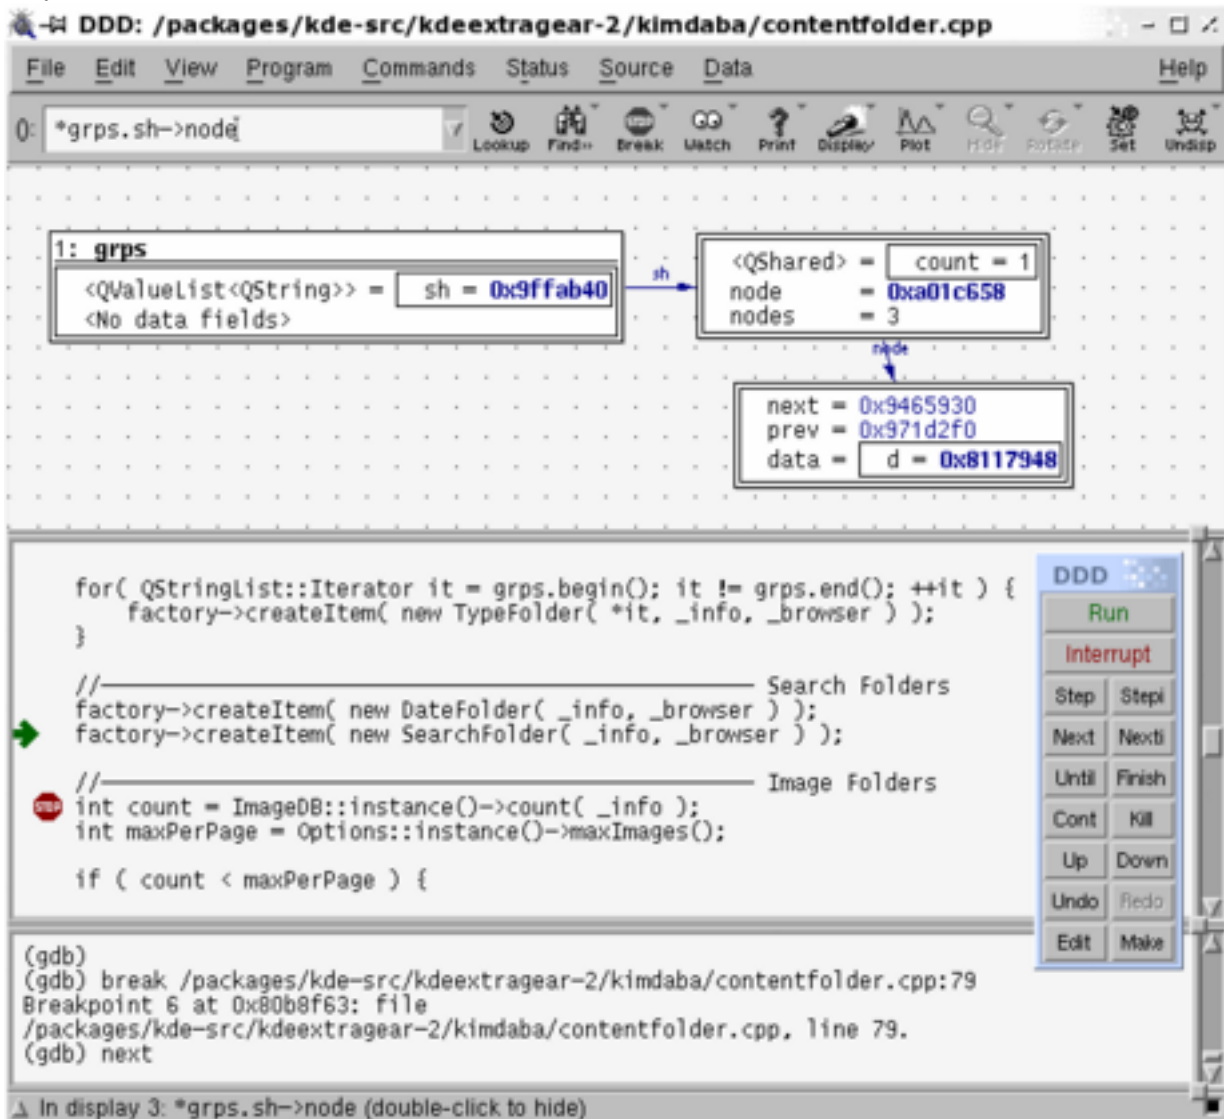 DDD: /packages/kde-src/kdeextragear-2/kimdaba/contentfolder.cpp
File Edit View Program Commands Status Source Data Help
(): *grps.sh->node
Lookup Find» Break Watch Print Display Plot Hide Rotate Set Undisp
1: grps
<QValueList<QString>> = sh = 0x9ffab40
<No data fields>
sh
<QShared> = count = 1
node = 0xa01c658
nodes = 3
node
next = 0x9465930
prev = 0x971d2f0
data = d = 0x8117948
for( QStringList::Iterator it = grps.begin(); it != grps.end(); ++it ) {
factory->createItem( new TypeFolder( *it, _info, _browser ) );
}
//—————————————————— Search Folders
factory->createItem( new DateFolder( _info, _browser ) );
factory->createItem( new SearchFolder( _info, _browser ) );
//—————————————————— Image Folders
STOP int count = ImageDB::instance()->count( _info );
int maxPerPage = Options::instance()->maxImages();
if ( count < maxPerPage ) {
DDD
Run
Interrupt
Step Stepi
Next Nexti
Until Finish
Cont Kill
Up Down
Undo Redo
Edit Make
(gdb)
(gdb) break /packages/kde-src/kdeextragear-2/kimdaba/contentfolder.cpp:79
Breakpoint 6 at 0x80b8f63: file
/packages/kde-src/kdeextragear-2/kimdaba/contentfolder.cpp, line 79.
(gdb) next
In display 3: *grps.sh->node (double-click to hide)